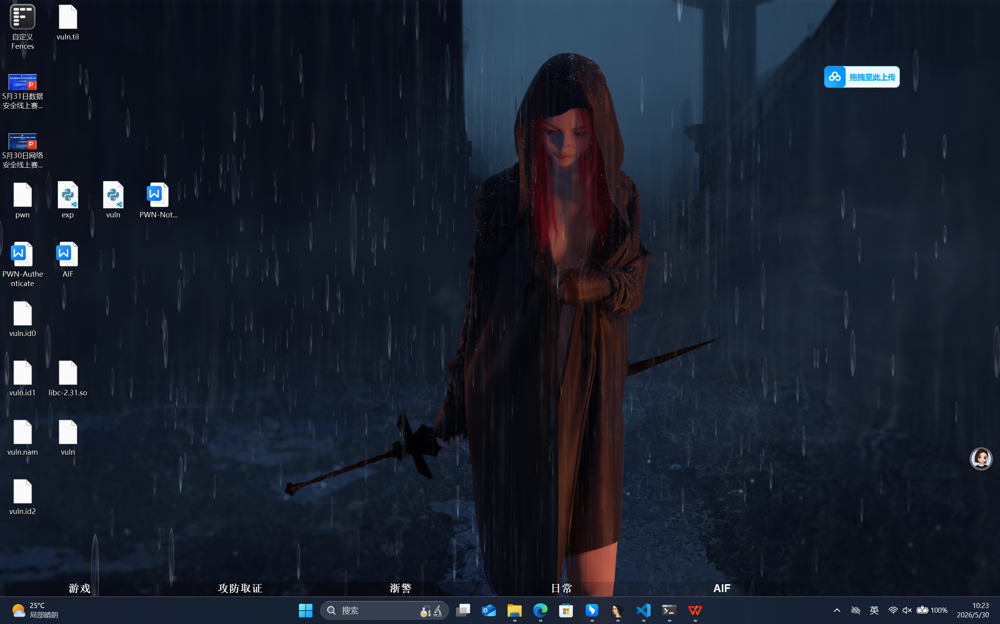 自定义
Fences
vuln.til
拖拽至此上传
5月31日数据
安全线上赛...
5月30日网络
安全线上赛...
pwn
exp
vuln
PWN-Not...
PWN-Authe
nticate
AIF
vuln.id0
vuln.id1
libc-2.31.so
vuln.nam
vuln
vuln.id2
游戏
攻防取证
浙警
日常
AIF
25°C
局部晴朗
搜索
英
100%
10:23
2026/5/30